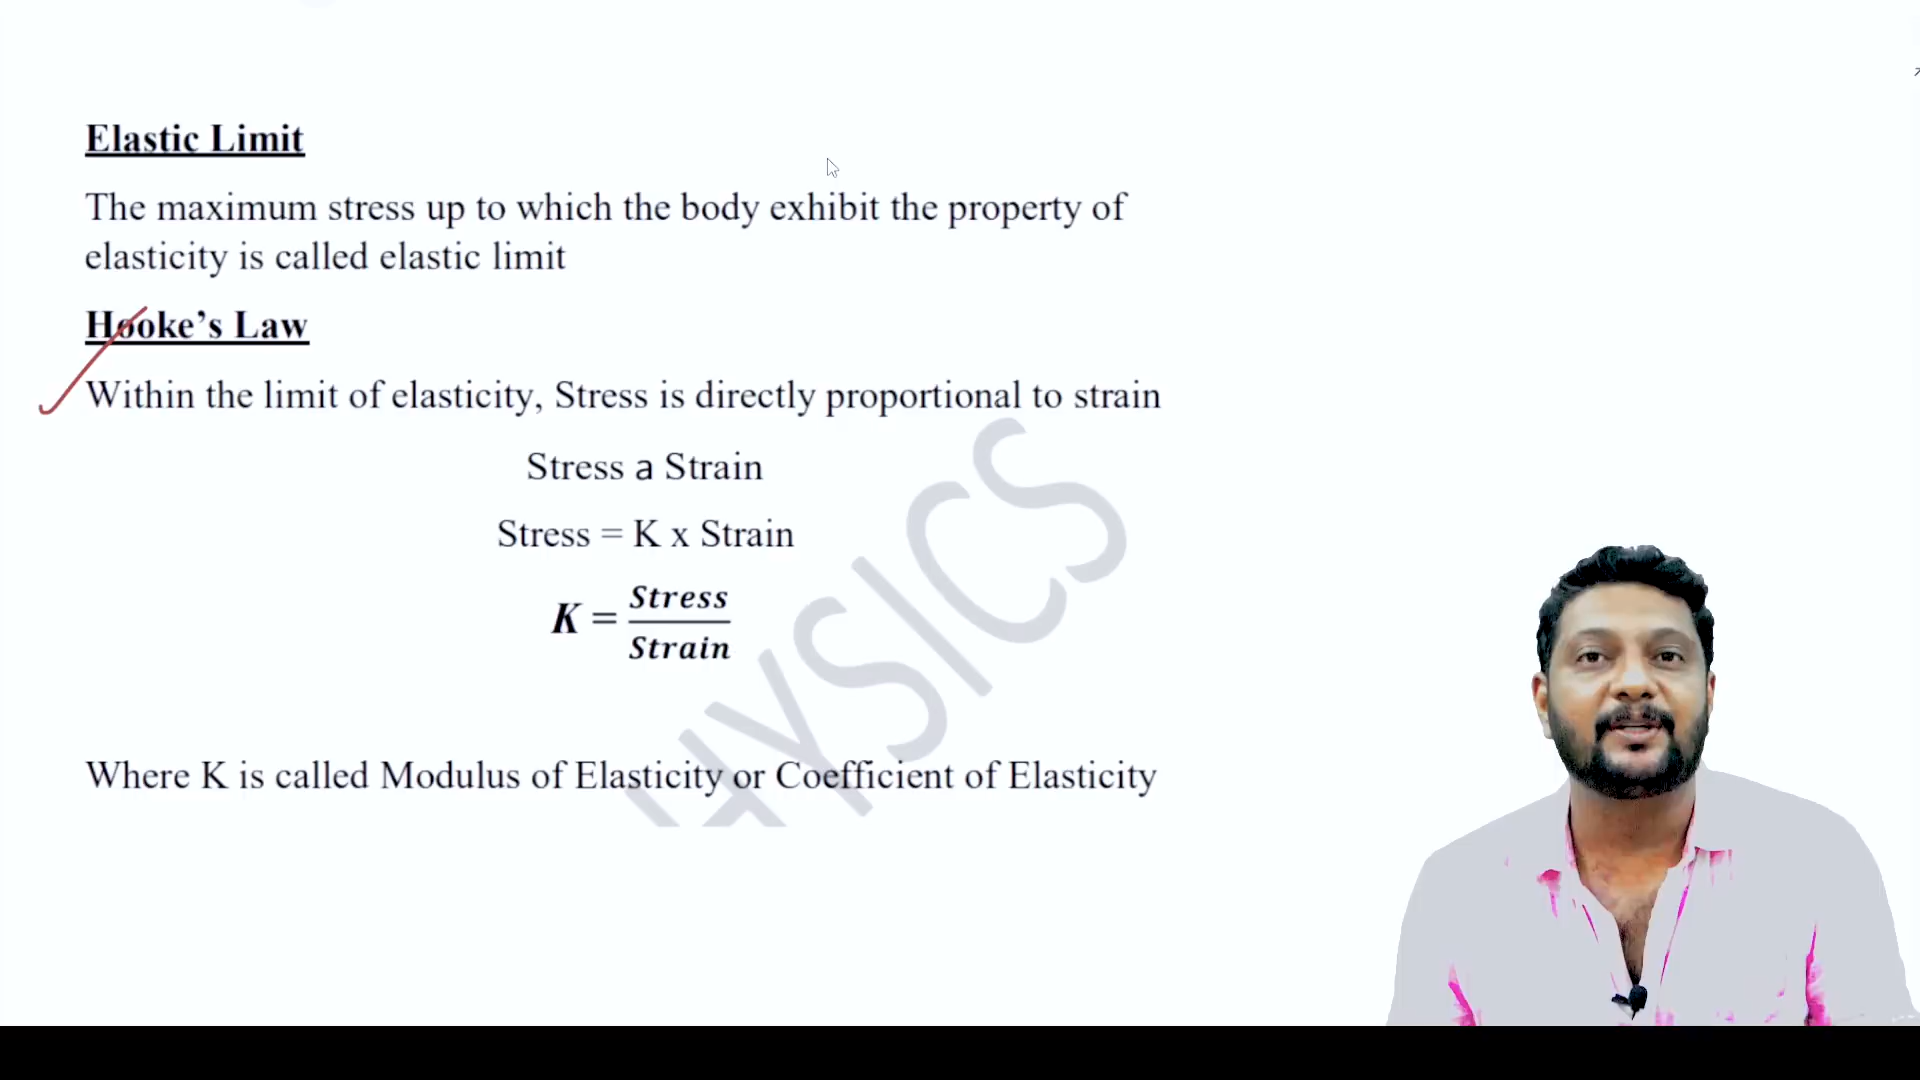 Elastic Limit
The maximum stress up to which the body exhibit the property of
elasticity is called elastic limit
Hooke’s Law
Within the limit of elasticity, Stress is directly proportional to strain
Stress a Strain
Stress = K x Strain
K = Stress / Strain
Where K is called Modulus of Elasticity or Coefficient of Elasticity
HYSICS